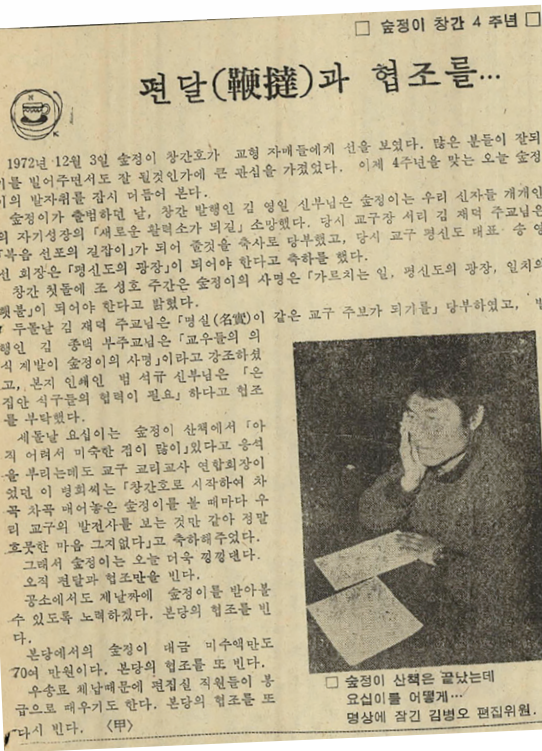 □ 숲정이 창간 4 주년 □
편달(鞭撻)과 협조를…
1972년 12월 3일 숲정이 창간호가 교형 자매들에게 선을 보였다. 많은 분들이 잘되
기를 빌어주면서도 잘 될것인가에 큰 관심을 가졌었다. 이제 4주년을 맞는 오늘 숲정
이의 발자취를 잠시 더듬어 본다.
숲정이가 출범하던 날, 창간 발행인 김 영일 신부님은 숲정이는 우리 신자들 개개인
의 자기성장의 「새로운 활력소가 되길」 소망했다. 당시 교구장 서리 김 재덕 주교님은
「복음 선포의 길잡이」가 되어 줄것을 축사로 당부했고, 당시 교구 평신도 대표 송 영
신 회장은 「평신도의 광장」이 되어야 한다고 축하를 했다.
창간 첫돌에 조 성호 주간은 숲정이의 사명은 「가르치는 일, 평신도의 광장, 일치의
횃불」이 되어야 한다고 밝혔다.
두돌날 김 재덕 주교님은 「명실(名實)이 같은 교구 주보가 되기를」 당부하였고, 발
행인 김 종택 부주교님은 「교우들의 의
식 계발이 숲정이의 사명」이라고 강조하셨
고, 본지 인쇄인 범 석규 신부님은 「온
집안 식구들의 협력이 필요」하다고 협조
를 부탁했다.
세돌날 요십이는 숲정이 산책에서 「아
직 어려서 미숙한 점이 많이」있다고 응석
을 부리는데도 교구 교리교사 연합회장이
었던 이 명희씨는 「창간호로 시작하여 차
곡 차곡 매어놓은 숲정이를 볼 때마다 우
리 교구의 발전사를 보는 것만 같아 정말
흐뭇한 마음 그지없다」고 축하해주었다.
그래서 숲정이는 오늘 더욱 낑낑댄다.
오직 편달과 협조만을 빈다.
공소에서도 제날짜에 숲정이를 받아볼
수 있도록 노력하겠다. 본당의 협조를 빈
다.
본당에서의 숲정이 대금 미수액만도
70여 만원이다. 본당의 협조를 또 빈다.
우송료 체납때문에 편집실 직원들이 봉
급으로 때우기도 한다. 본당의 협조를 또
다시 빈다. 〈甲〉
□ 숲정이 산책은 끝났는데
요십이를 어떻게…
명상에 잠긴 김병오 편집위원.